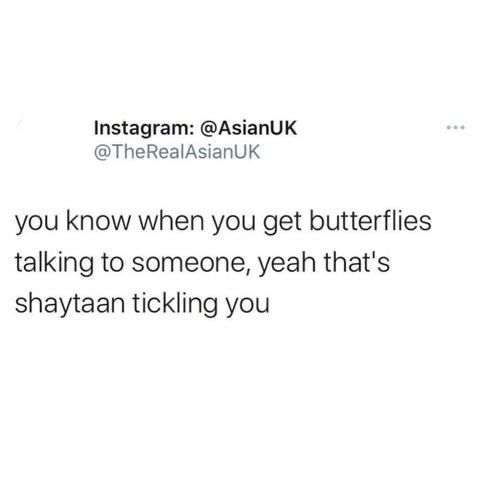 Instagram: @AsianUK
@TheRealAsianUK
you know when you get butterflies
talking to someone, yeah that's
shaytaan tickling you